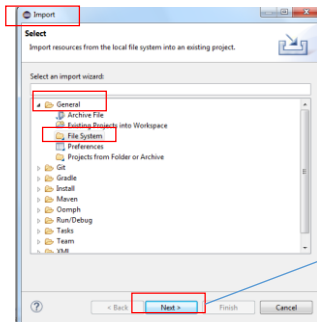 Import
Select
Import resources from the local file system into an existing project.
Select an import wizard:
General
Archive File
Existing Projects into Workspace
File System
Preferences
Projects from Folder or Archive
Git
Gradle
Install
Maven
Oomph
Run/Debug
Tasks
Team
XML
< Back
Next >
Finish
Cancel